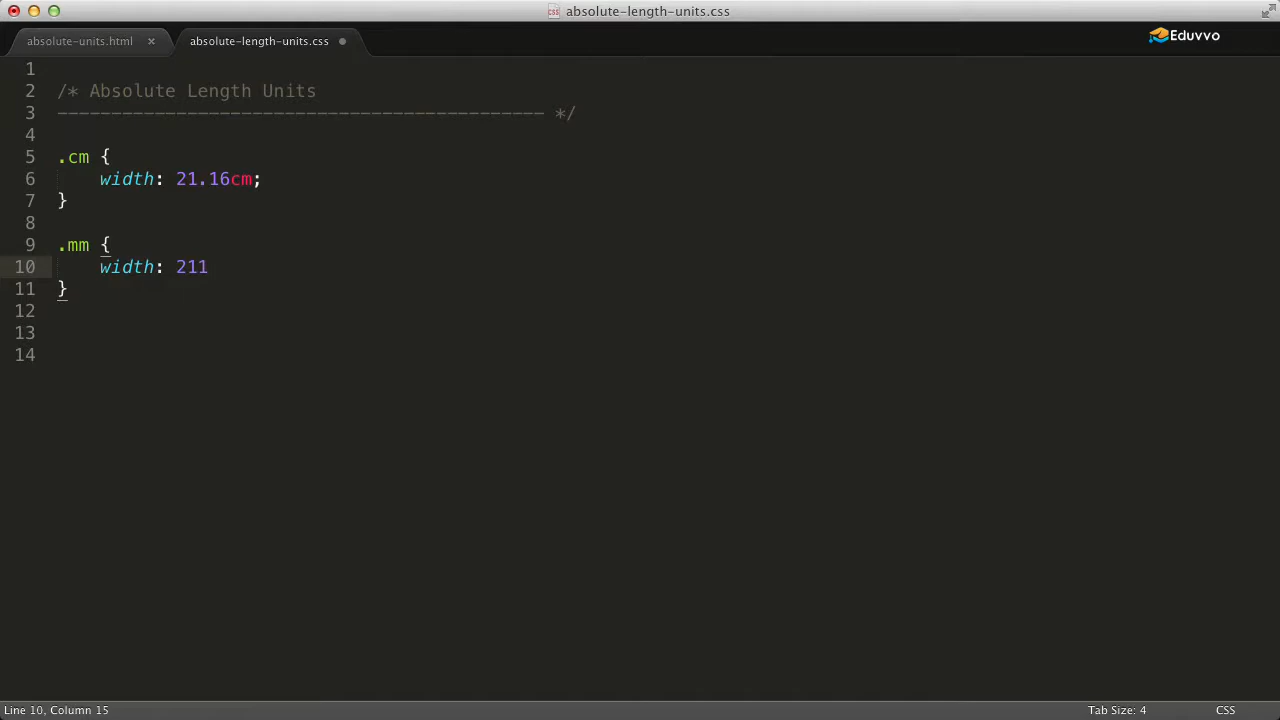 absolute-length-units.css
absolute-units.html × absolute-length-units.css
Eduvvo
1
2 /* Absolute Length Units
3 --------------------------------------------- */
4
5 .cm {
6 width: 21.16cm;
7 }
8
9 .mm {
10 width: 211
11 }
12
13
14
Line 10, Column 15 Tab Size: 4 CSS